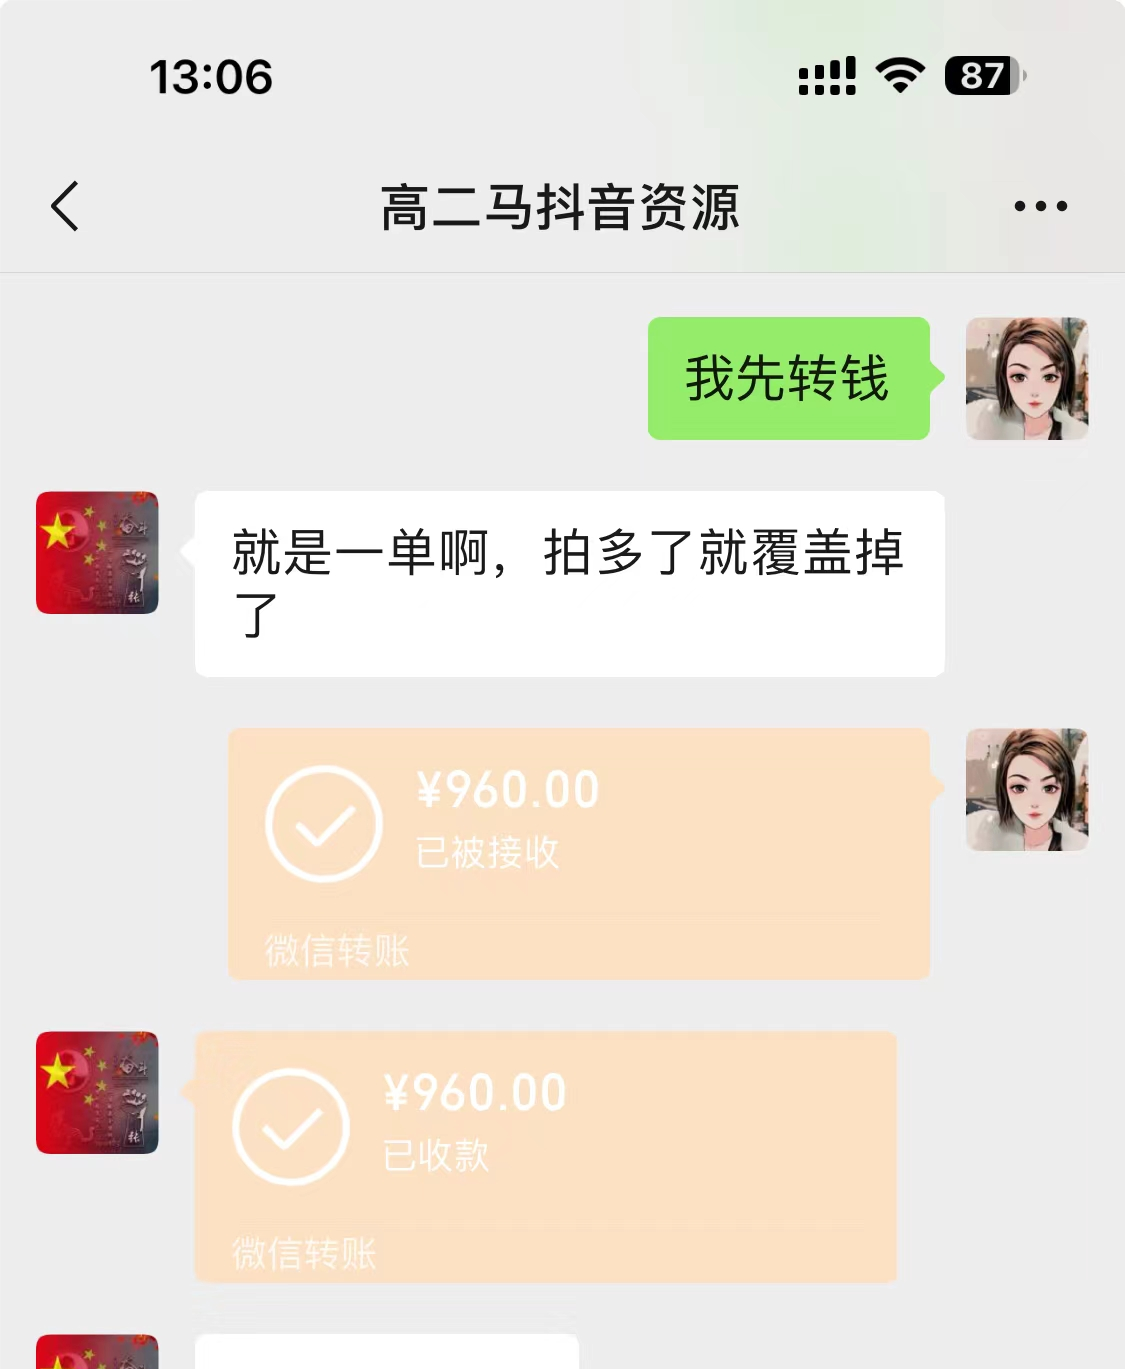 13:06
87
高二马抖音资源
我先转钱
就是一单啊，拍多了就覆盖掉
了
¥960.00
已被接收
微信转账
¥960.00
已收款
微信转账